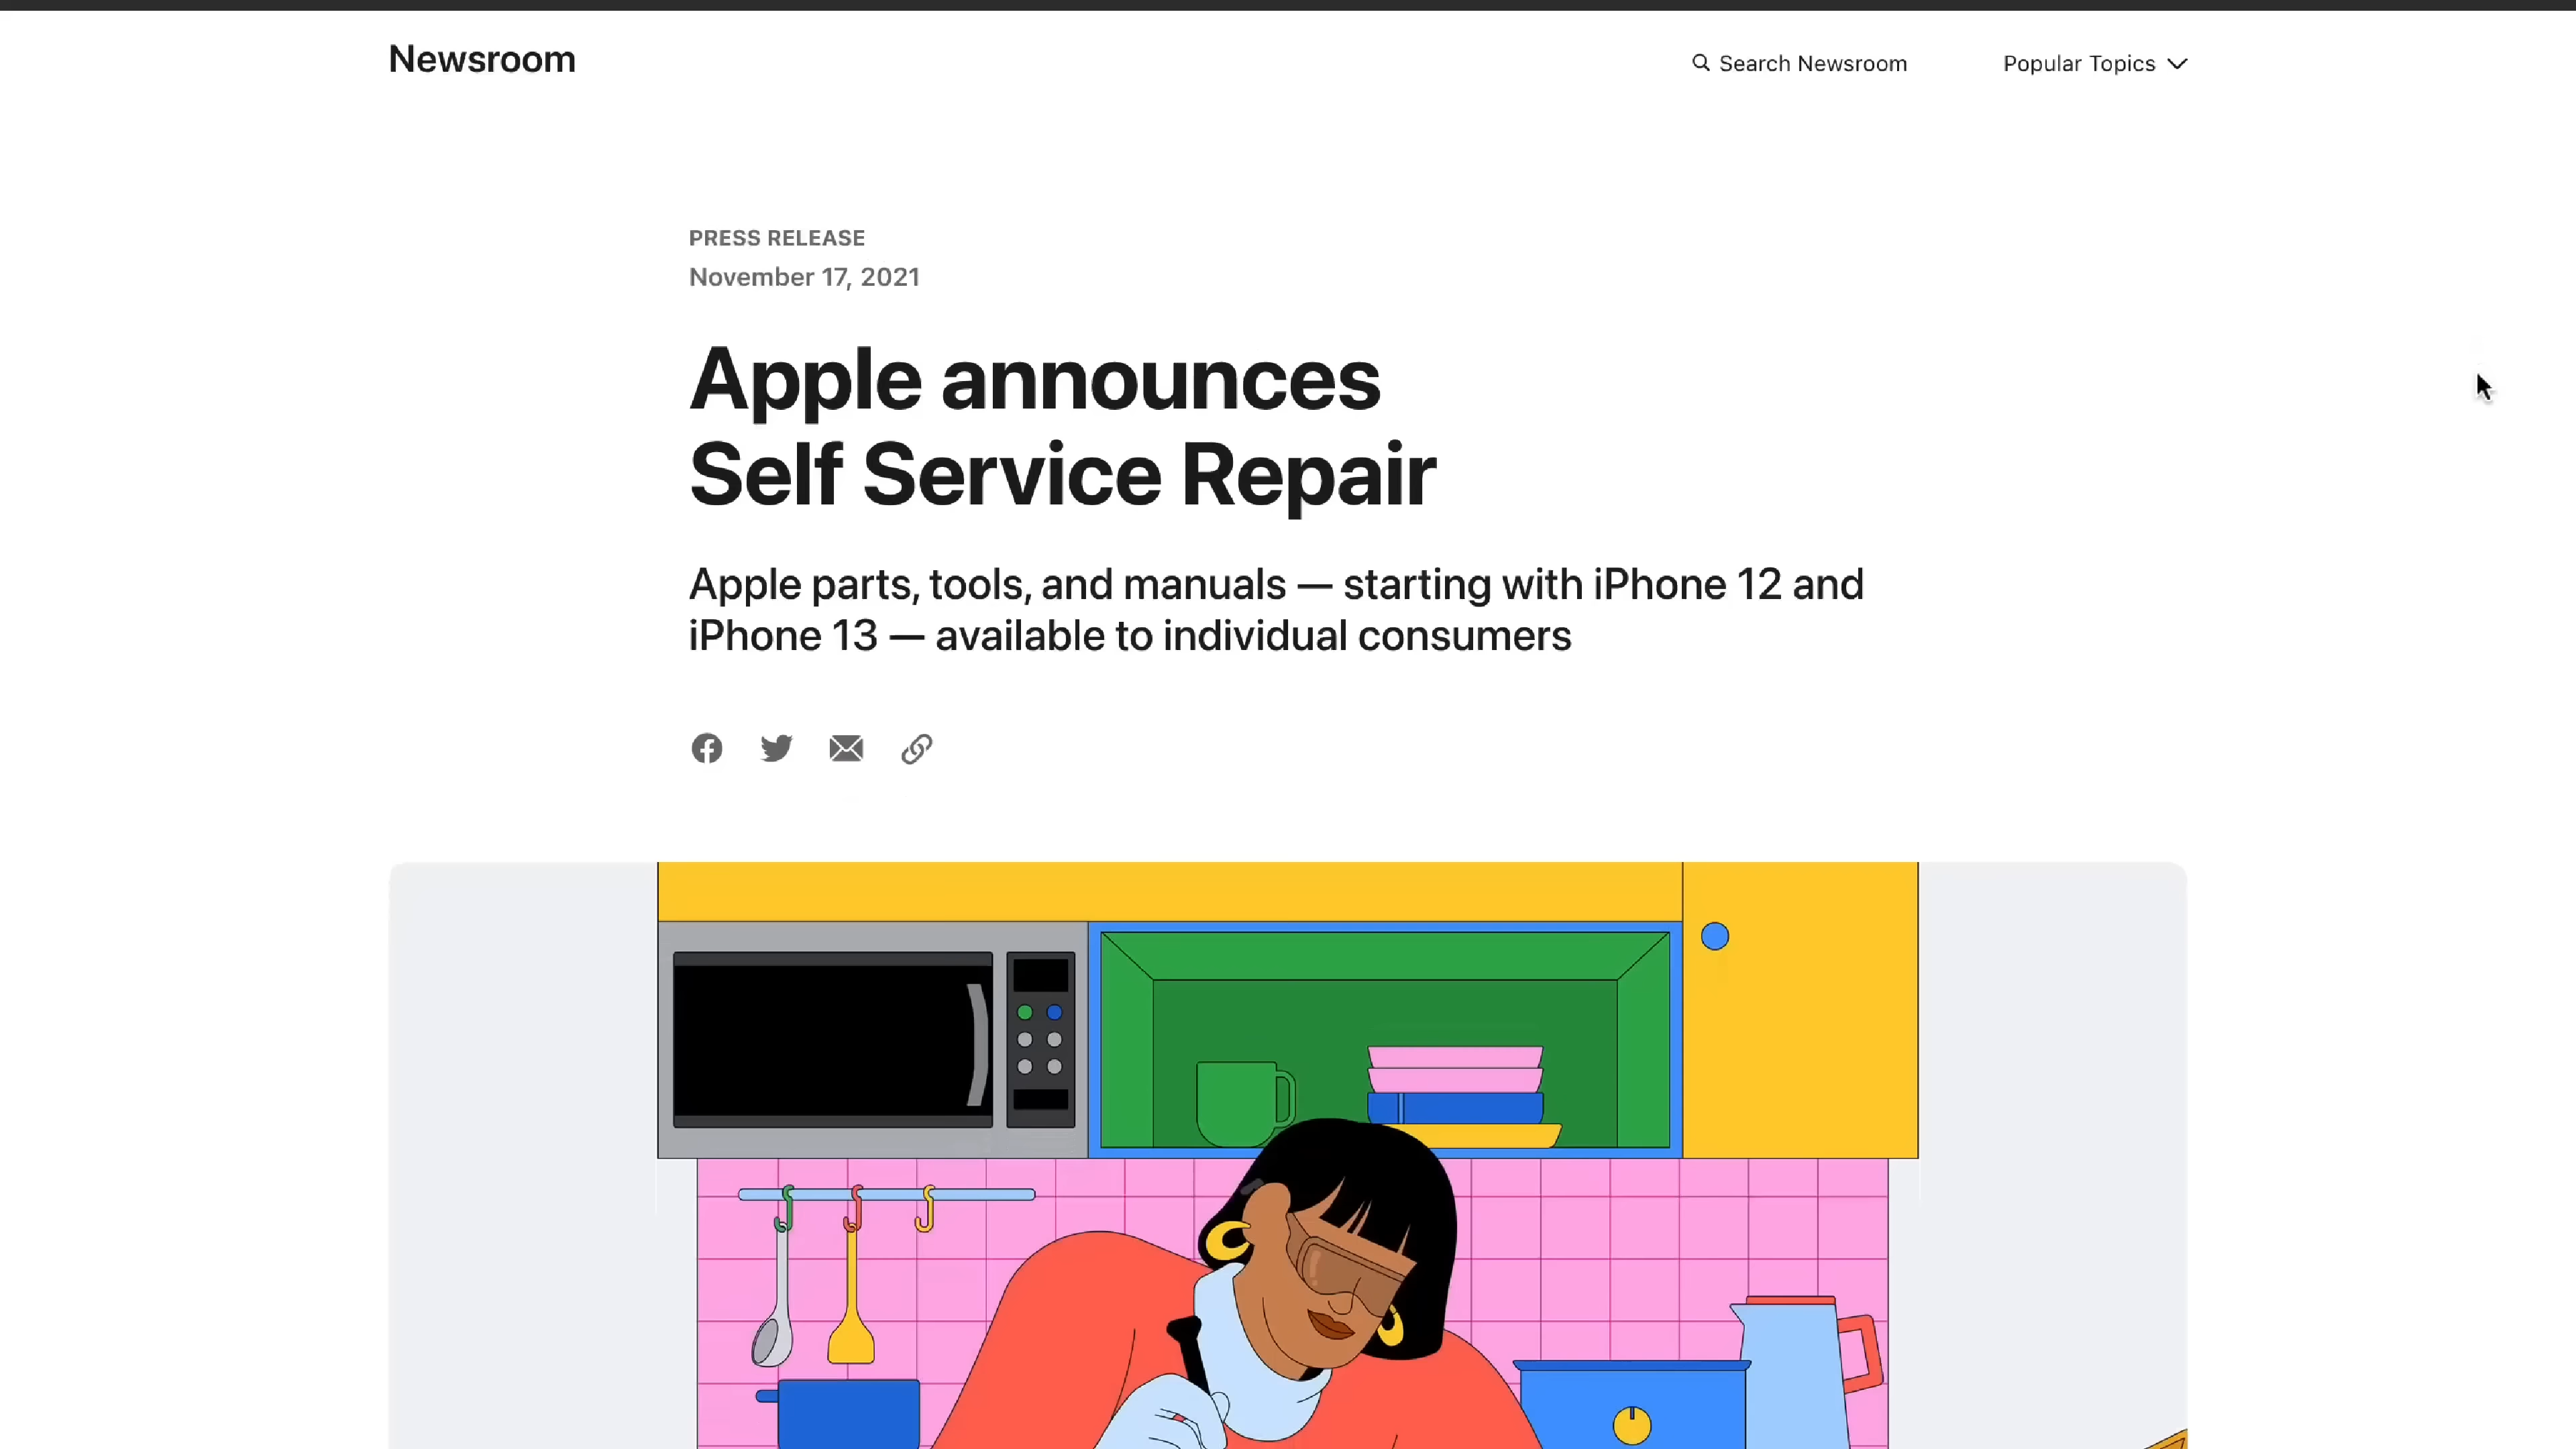 Newsroom
Search Newsroom
Popular Topics
PRESS RELEASE
November 17, 2021
Apple announces
Self Service Repair
Apple parts, tools, and manuals — starting with iPhone 12 and
iPhone 13 — available to individual consumers